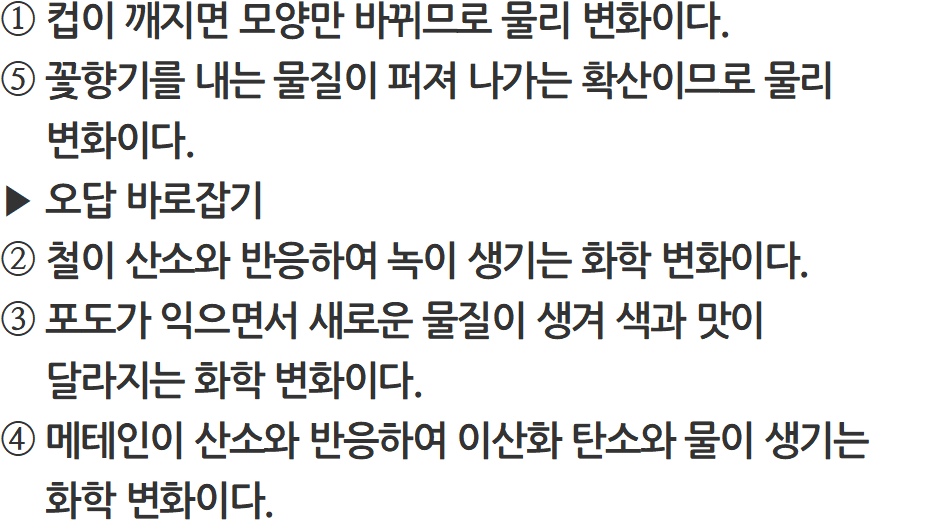 ① 컵이 깨지면 모양만 바뀌므로 물리 변화이다.
⑤ 꽃향기를 내는 물질이 퍼져 나가는 확산이므로 물리
변화이다.
▶ 오답 바로잡기
② 철이 산소와 반응하여 녹이 생기는 화학 변화이다.
③ 포도가 익으면서 새로운 물질이 생겨 색과 맛이
달라지는 화학 변화이다.
④ 메테인이 산소와 반응하여 이산화 탄소와 물이 생기는
화학 변화이다.